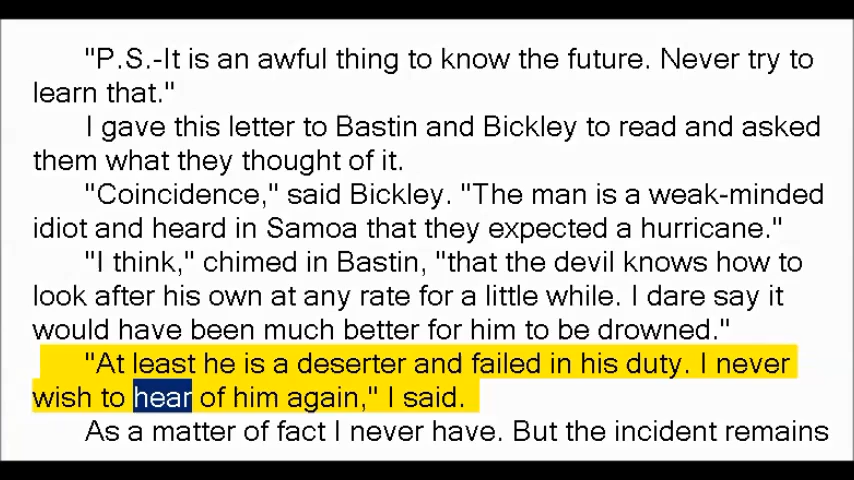 "P.S.-It is an awful thing to know the future. Never try to
learn that."
I gave this letter to Bastin and Bickley to read and asked
them what they thought of it.
"Coincidence," said Bickley. "The man is a weak-minded
idiot and heard in Samoa that they expected a hurricane."
"I think," chimed in Bastin, "that the devil knows how to
look after his own at any rate for a little while. I dare say it
would have been much better for him to be drowned."
"At least he is a deserter and failed in his duty. I never
wish to hear of him again," I said.
As a matter of fact I never have. But the incident remains